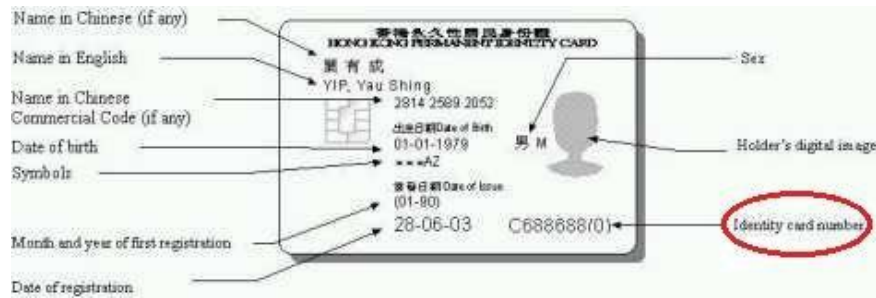 Name in Chinese (if any)
Name in English
Name in Chinese
Commercial Code (if any)
Date of birth
Symbols
Month and year of first registration
Date of registration
香港永久性居民身份證
HONG KONG PERMANENT IDENTITY CARD
葉 有 成
YIP, Yau Shing
2814 2589 2052
出生日期Date of Birth
01-01-1979
男 M
***AZ
簽發日期Date of Issue
(01-90)
28-06-03
C688688(0)
Sex
Holder's digital image
Identity card number